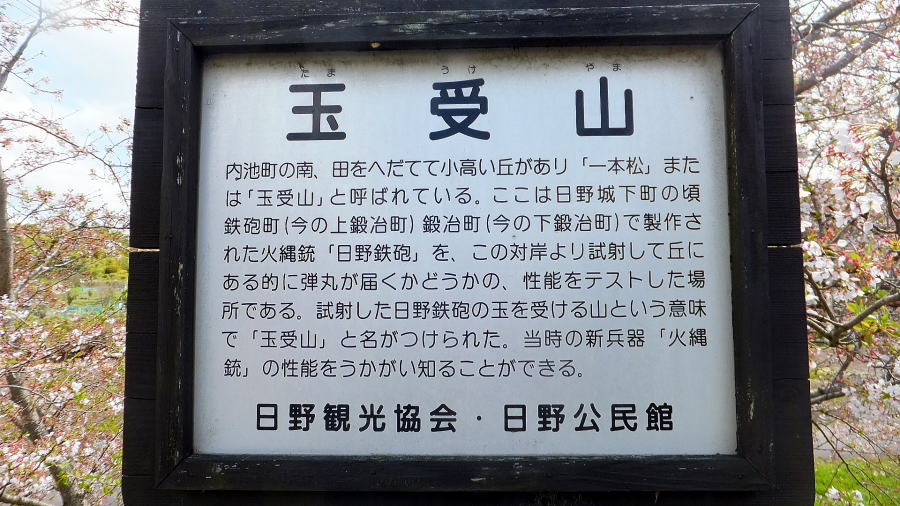 たま うけ やま
玉受山
内池町の南、田をへだてて小高い丘があり「一本松」また
は「玉受山」と呼ばれている。ここは日野城下町の頃
鉄砲町(今の上鍛冶町)鍛冶町(今の下鍛冶町)で製作さ
れた火縄銃「日野鉄砲」を、この対岸より試射して丘に
ある的に弾丸が届くかどうかの、性能をテストした場
所である。試射した日野鉄砲の玉を受ける山という意味
で「玉受山」と名がつけられた。当時の新兵器「火縄
銃」の性能をうかがい知ることができる。
日野観光協会・日野公民館